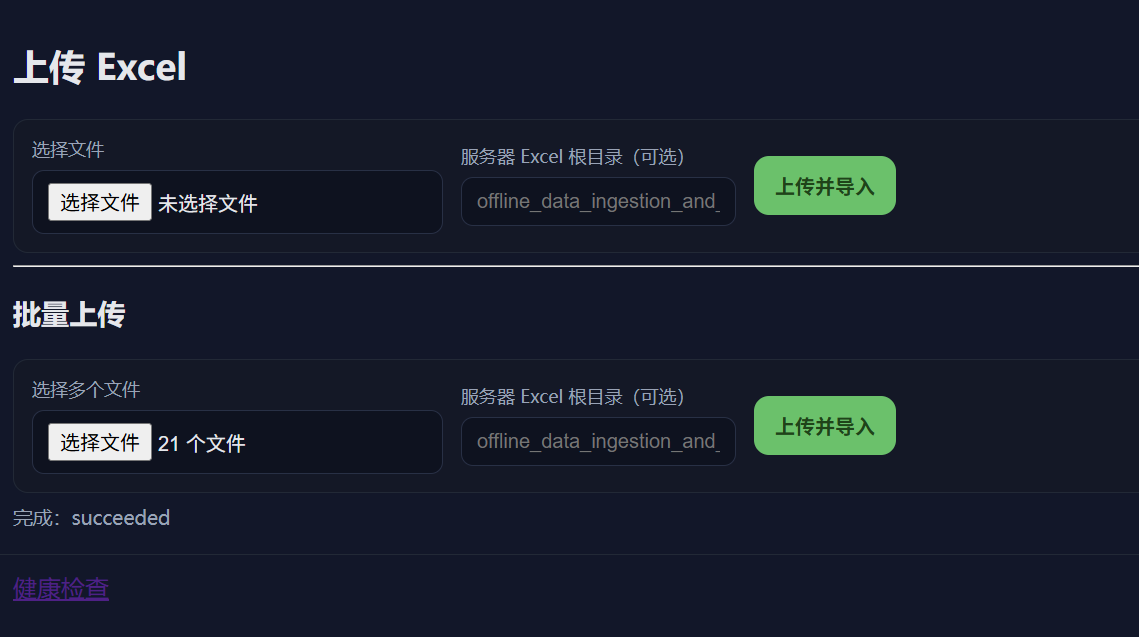 上传 Excel
选择文件
服务器 Excel 根目录（可选）
选择文件 未选择文件
offline_data_ingestion_and_
上传并导入
批量上传
选择多个文件
服务器 Excel 根目录（可选）
选择文件 21 个文件
offline_data_ingestion_and_
上传并导入
完成：succeeded
健康检查